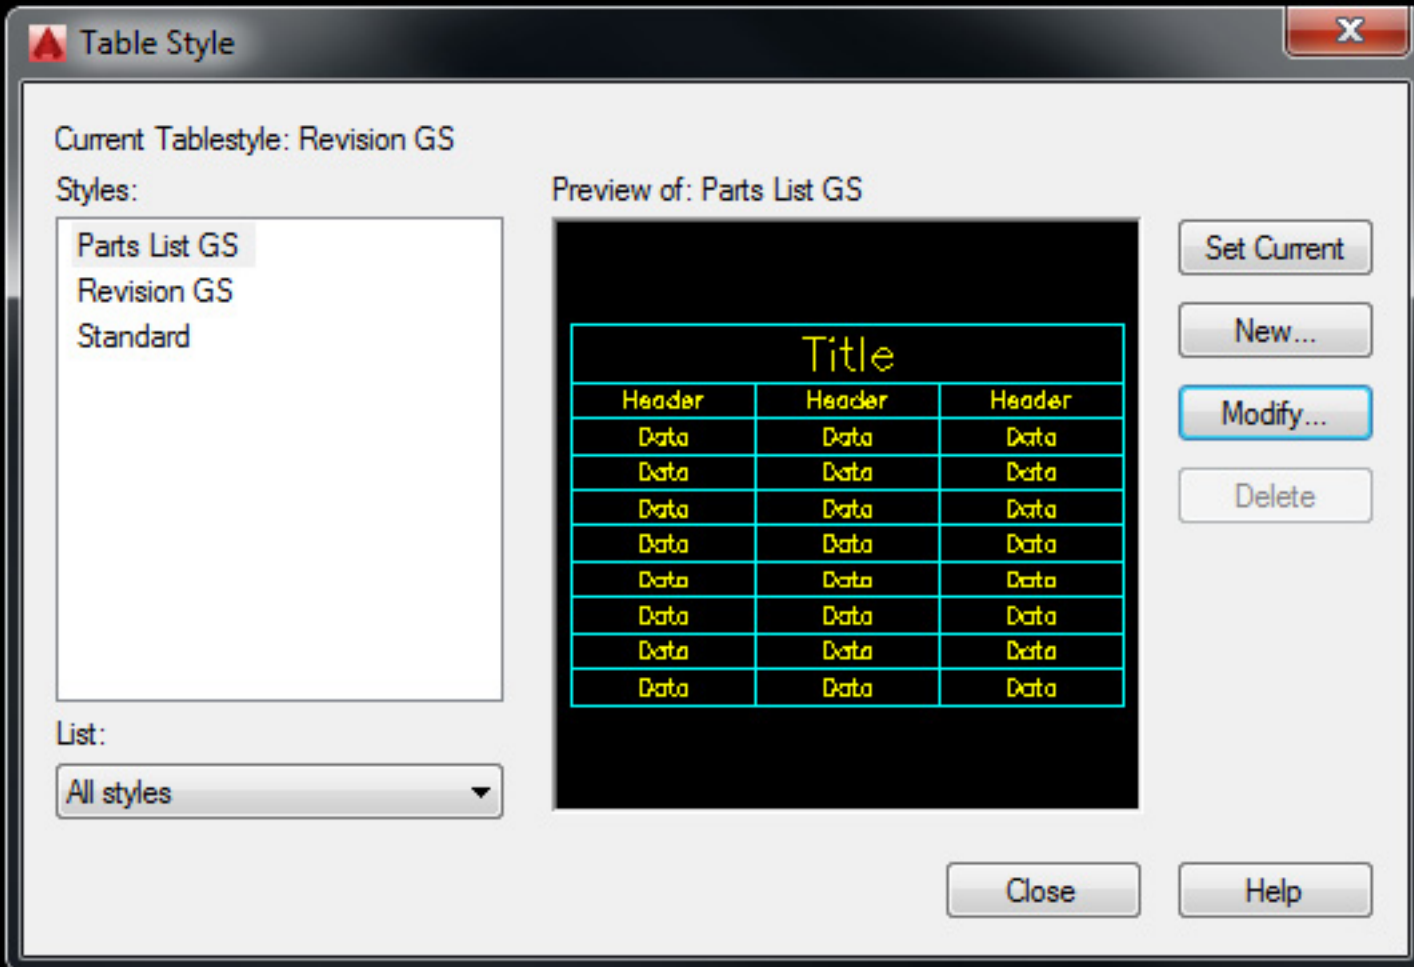 Table Style
Current Tablestyle: Revision GS
Styles:
Parts List GS
Revision GS
Standard
List:
All styles
Preview of: Parts List GS
Title
Header Header Header
Data Data Data
Data Data Data
Data Data Data
Data Data Data
Data Data Data
Data Data Data
Data Data Data
Data Data Data
Set Current
New...
Modify...
Delete
Close
Help